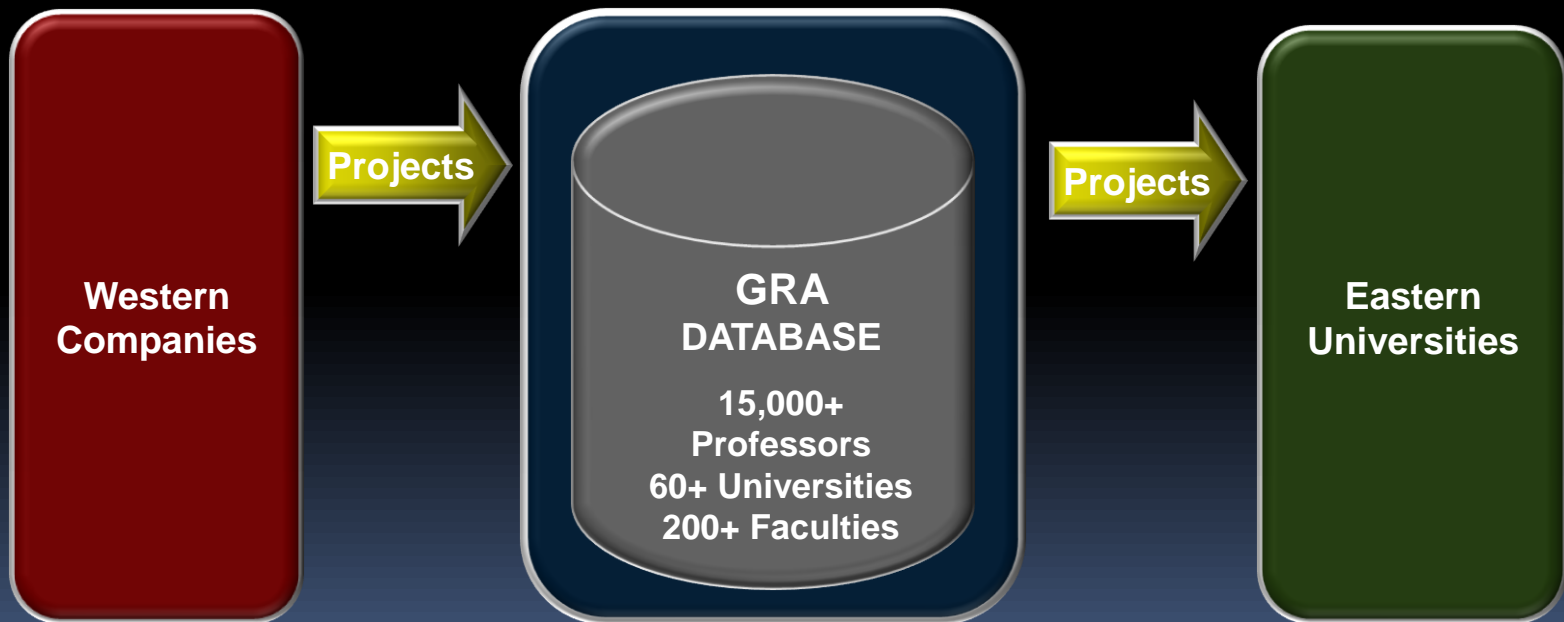 Western
Companies
Projects
GRA
DATABASE
15,000+
Professors
60+ Universities
200+ Faculties
Projects
Eastern
Universities